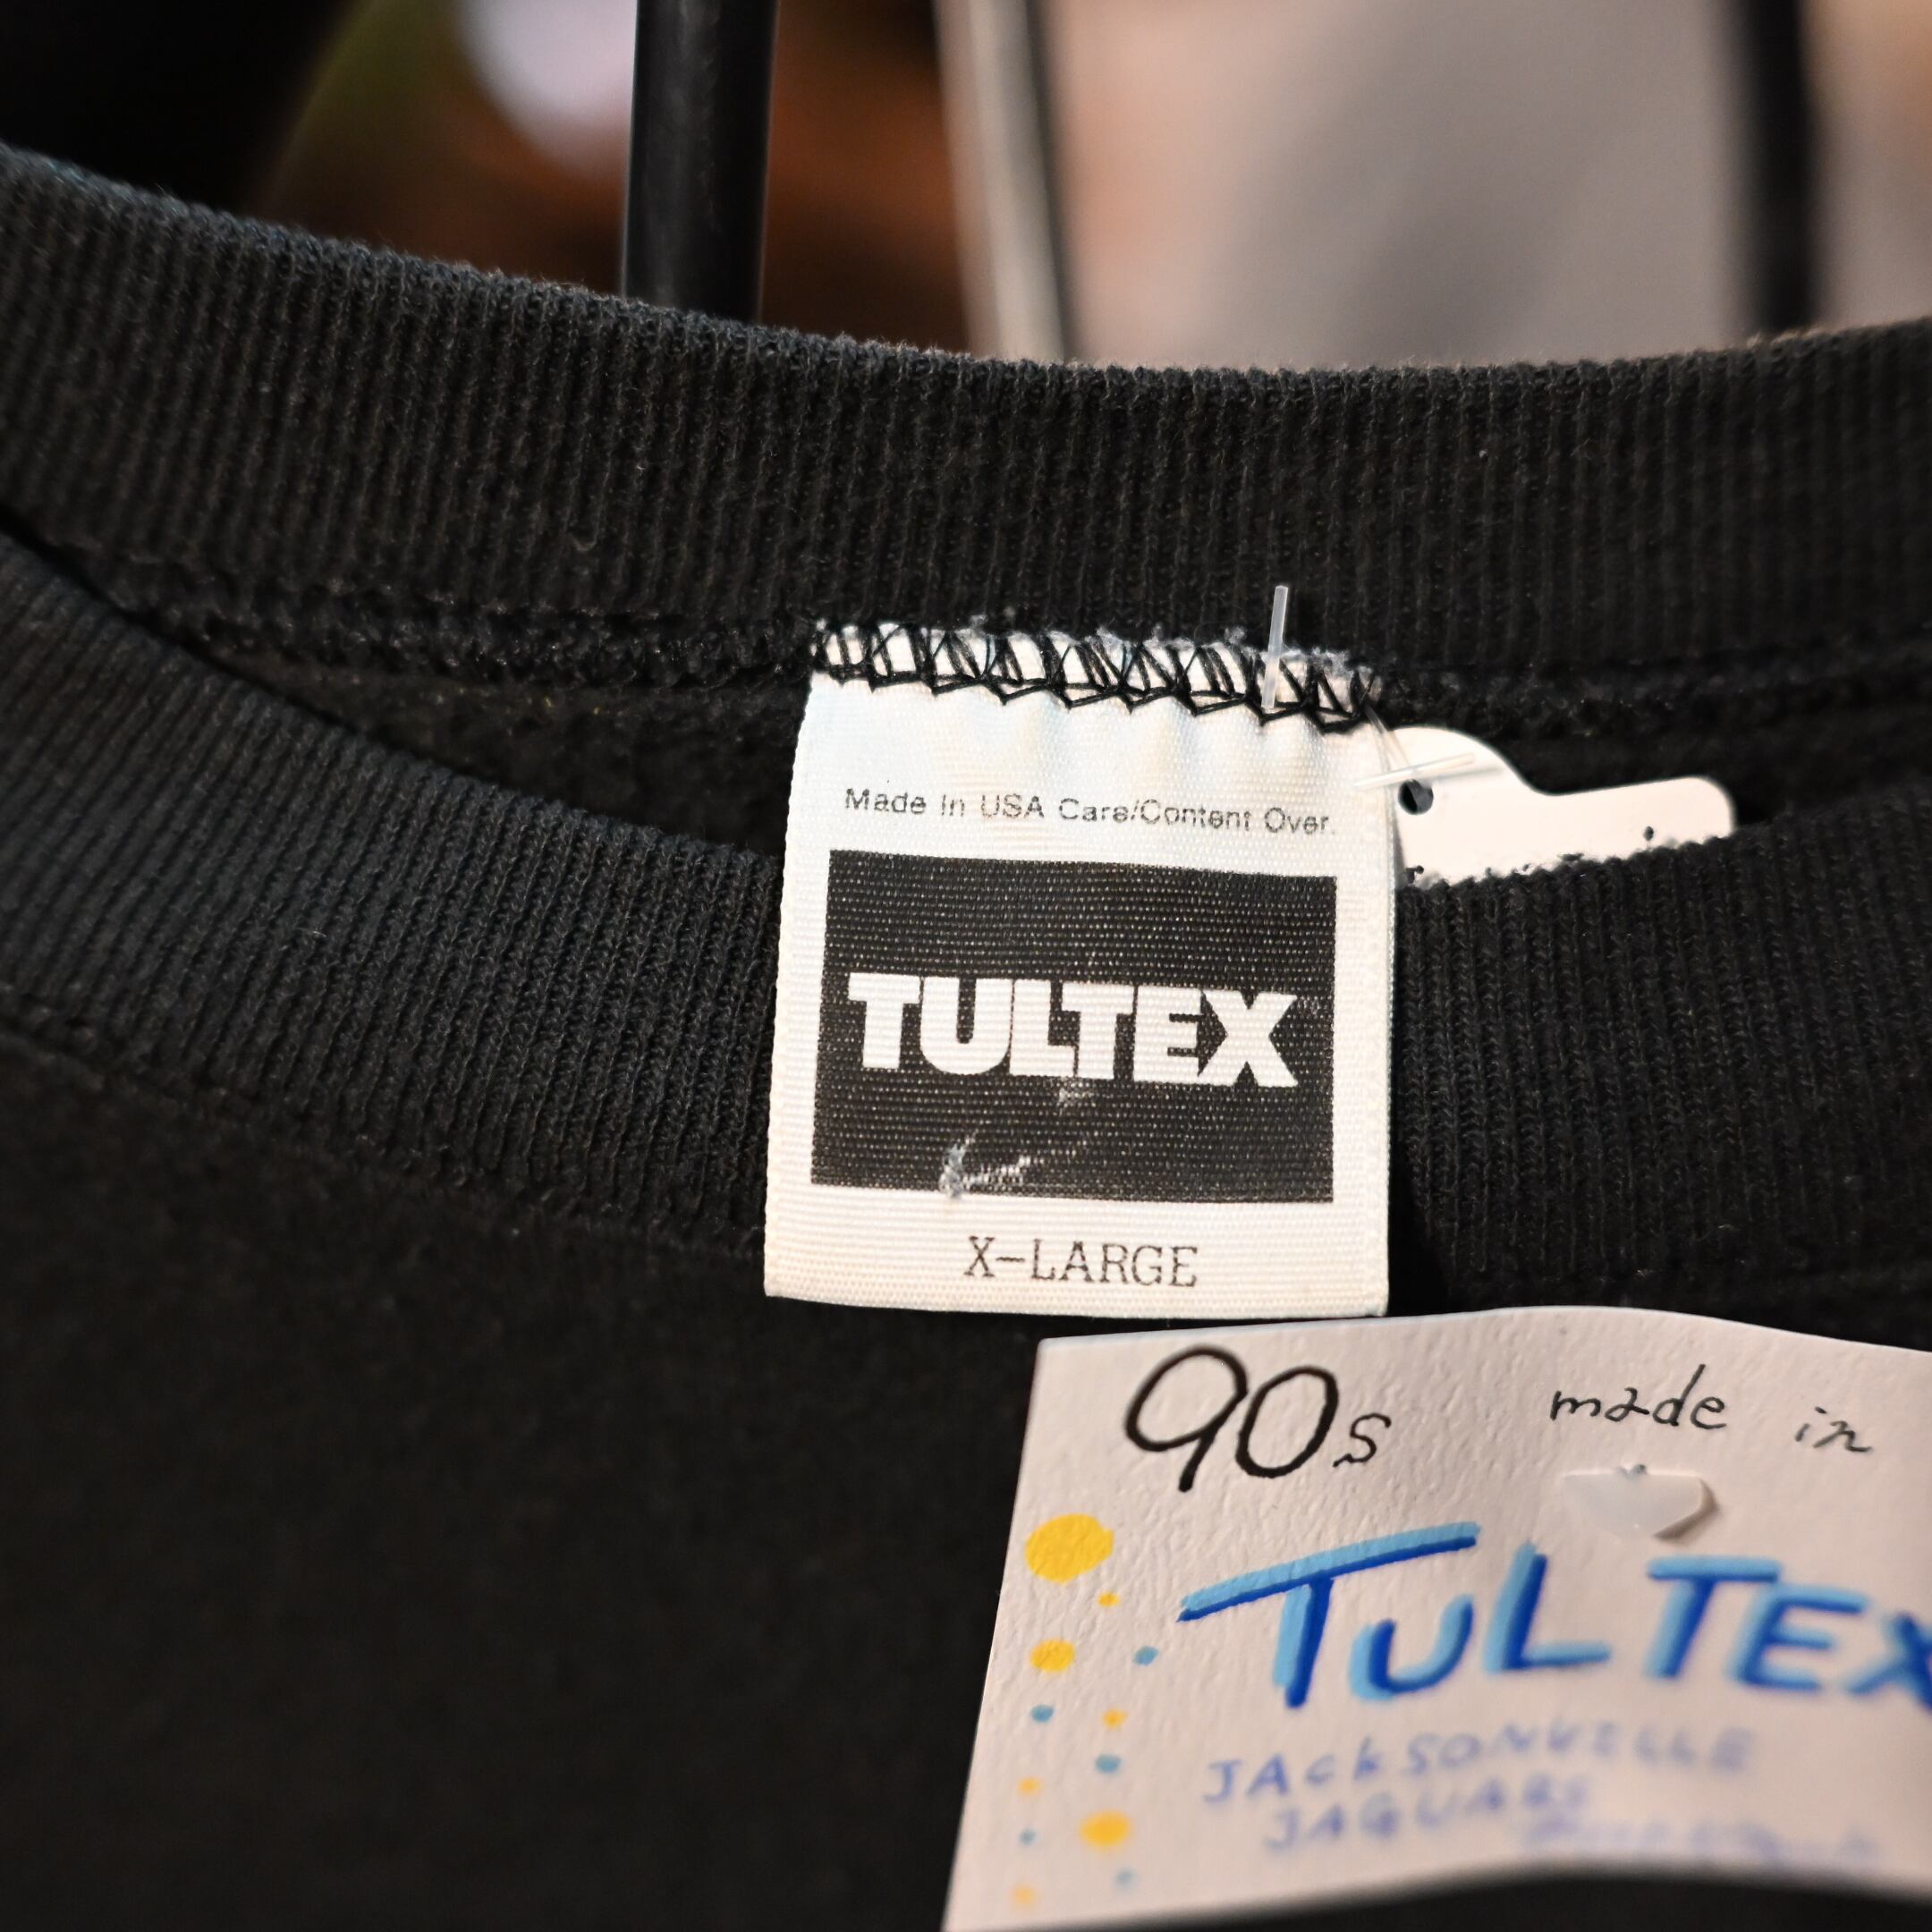 Made In USA Care/Content Over.
TULTEX
X-LARGE
90s made in
TULTEX
JACKSONVILLE
JAGUARS